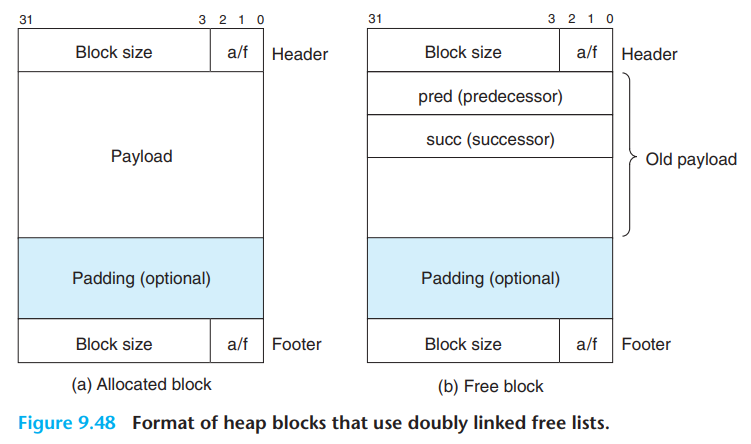 31 3 2 1 0
Block size a/f Header
Payload
Padding (optional)
Block size a/f Footer
(a) Allocated block
31 3 2 1 0
Block size a/f Header
pred (predecessor)
succ (successor)
Old payload
Padding (optional)
Block size a/f Footer
(b) Free block
Figure 9.48 Format of heap blocks that use doubly linked free lists.